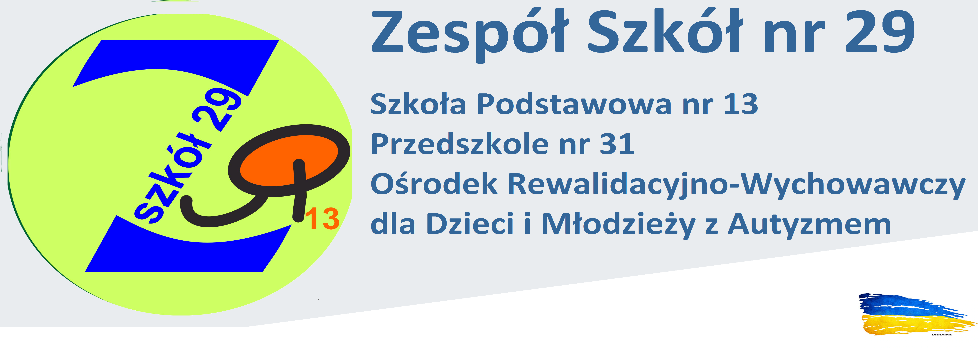 Zespół Szkół nr 29
Szkoła Podstawowa nr 13
Przedszkole nr 31
Ośrodek Rewalidacyjno-Wychowawczy
dla Dzieci i Młodzieży z Autyzmem
szkół 29
13